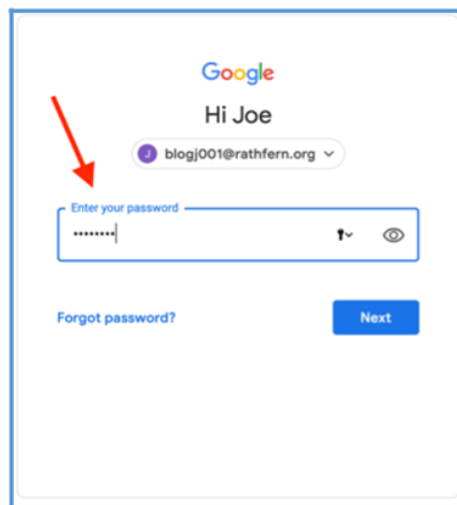 Google
Hi Joe
J blogj001@rathfern.org
Enter your password
••••••••
Forgot password? Next